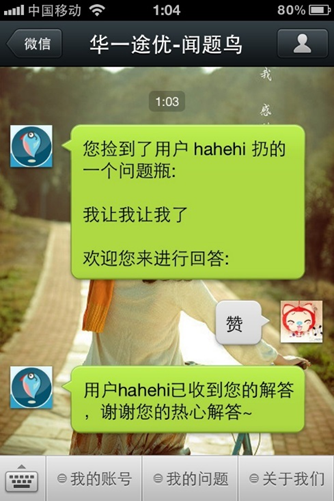 中国移动 1:04 80%
微信 华一途优-闻题鸟
我
感
1:03
您捡到了用户 hahehi 扔的
一个问题瓶:
我让我让我了
欢迎您来进行回答:
赞
用户hahehi已收到您的解答
，谢谢您的热心解答~
我的账号 我的问题 关于我们